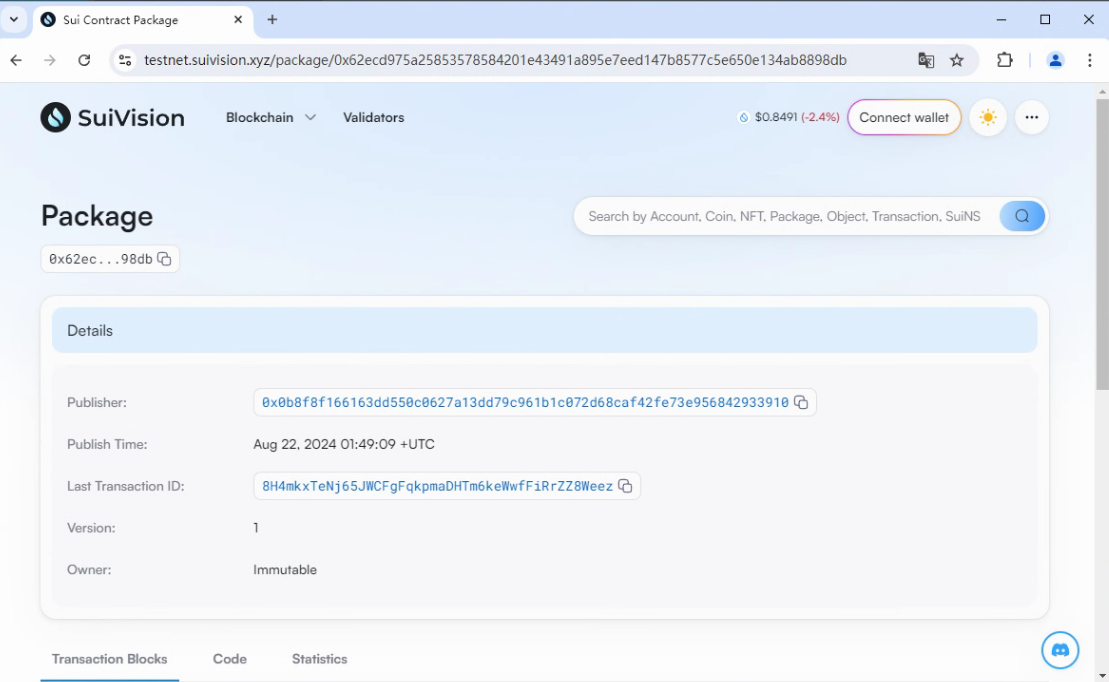 Sui Contract Package
testnet.suivision.xyz/package/0x62ecd975a25853578584201e43491a895e7eed147b8577c5e650e134ab8898db
SuiVision Blockchain Validators $0.8491 (-2.4%) Connect wallet
Package
Search by Account, Coin, NFT, Package, Object, Transaction, SuiNS
0x62ec...98db
Details
Publisher: 0x0b8f8f166163dd550c0627a13dd79c961b1c072d68caf42fe73e956842933910
Publish Time: Aug 22, 2024 01:49:09 +UTC
Last Transaction ID: 8H4mkxTeNj65JWCFgFqkpmaDHTm6keWwfFiRrZZ8Weez
Version: 1
Owner: Immutable
Transaction Blocks Code Statistics